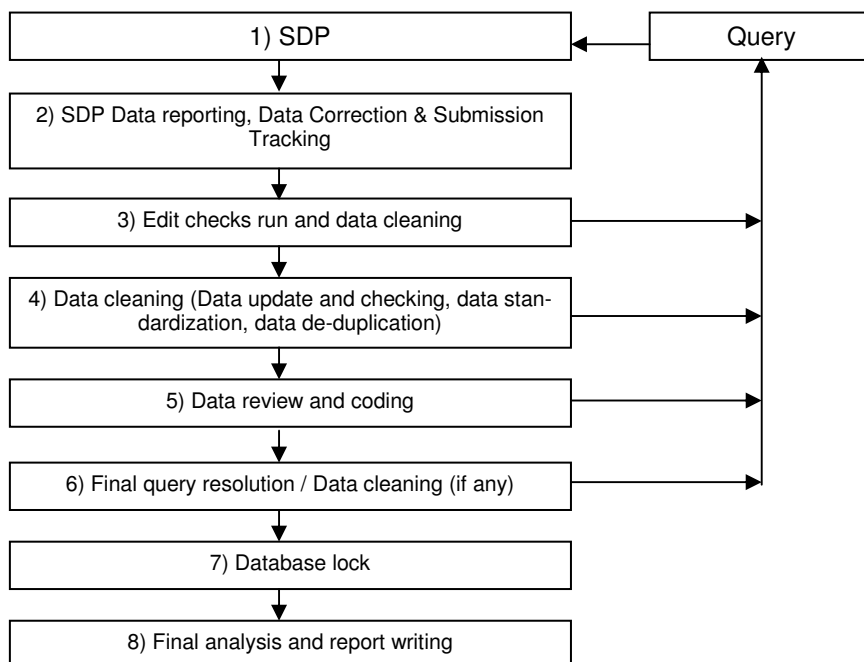 1) SDP
Query
2) SDP Data reporting, Data Correction & Submission
Tracking
3) Edit checks run and data cleaning
4) Data cleaning (Data update and checking, data stan-
dardization, data de-duplication)
5) Data review and coding
6) Final query resolution / Data cleaning (if any)
7) Database lock
8) Final analysis and report writing